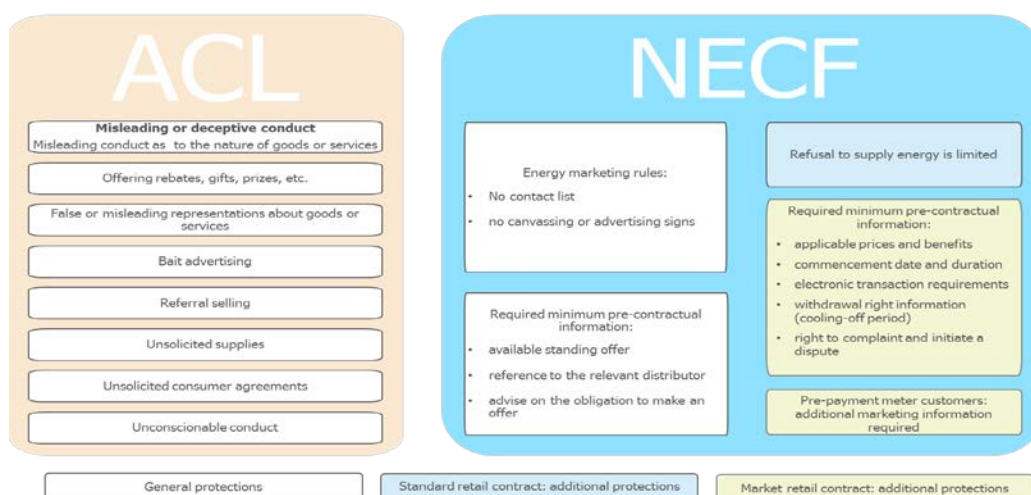 ACL
Misleading or deceptive conduct
Misleading conduct as to the nature of goods or services
Offering rebates, gifts, prizes, etc.
False or misleading representations about goods or
services
Bait advertising
Referral selling
Unsolicited supplies
Unsolicited consumer agreements
Unconscionable conduct
NECF
Energy marketing rules:
• No contact list
• no canvassing or advertising signs
Required minimum pre-contractual
information:
• available standing offer
• reference to the relevant distributor
• advise on the obligation to make an
offer
Refusal to supply energy is limited
Required minimum pre-contractual
information:
• applicable prices and benefits
• commencement date and duration
• electronic transaction requirements
• withdrawal right information
(cooling-off period)
• right to complaint and initiate a
dispute
Pre-payment meter customers:
additional marketing information
required
General protections
Standard retail contract: additional protections
Market retail contract: additional protections